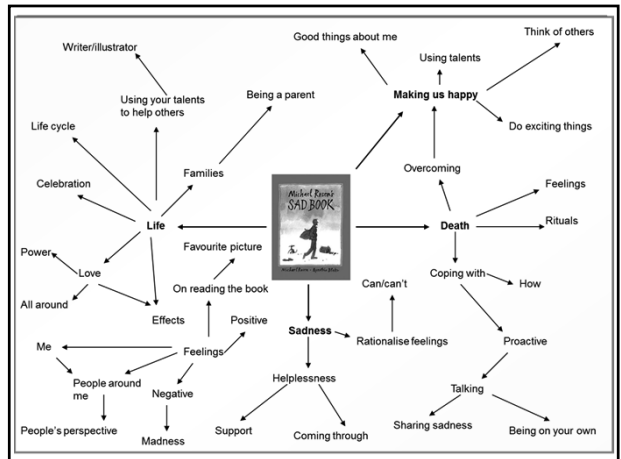 Good things about me
Think of others
Writer/illustrator
Using talents
Making us happy
Using your talents
to help others
Being a parent
Life cycle
Do exciting things
Families
Overcoming
Celebration
Feelings
Michael Rosen's
SAD BOOK
Life
Death
Rituals
Favourite picture
Power
Love
Coping with
How
On reading the book
Can/can't
All around
Effects
Positive
Sadness
Rationalise feelings
Me
Feelings
Proactive
People around
me
Helplessness
Negative
Talking
People's perspective
Support
Coming through
Sharing sadness
Being on your own
Madness